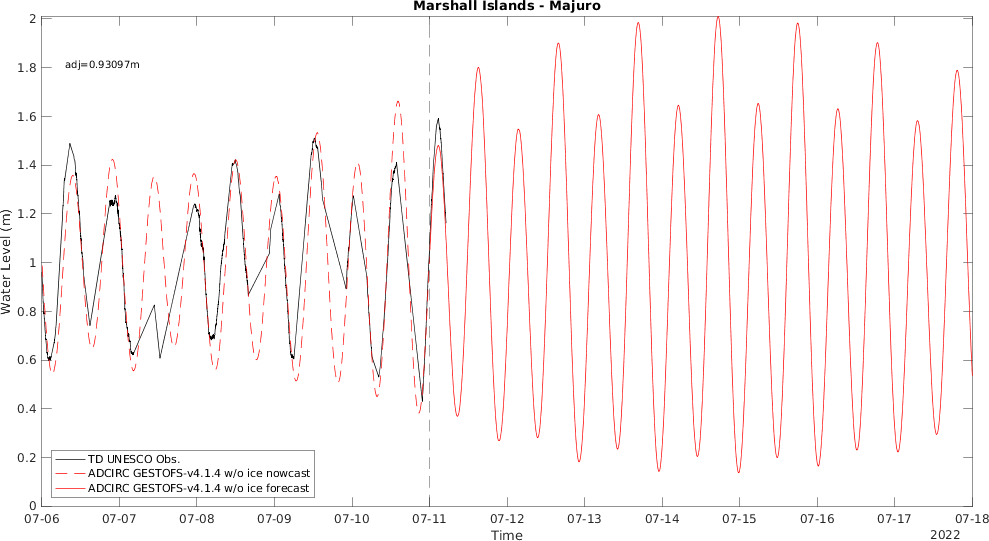 Marshall Islands - Majuro
adj=0.93097m
Water Level (m)
2
1.8
1.6
1.4
1.2
1
0.8
0.6
0.4
0.2
0
TD UNESCO Obs.
ADCIRC GESTOFS-v4.1.4 w/o ice nowcast
ADCIRC GESTOFS-v4.1.4 w/o ice forecast
07-06 07-07 07-08 07-09 07-10 07-11 07-12 07-13 07-14 07-15 07-16 07-17 07-18
Time
2022